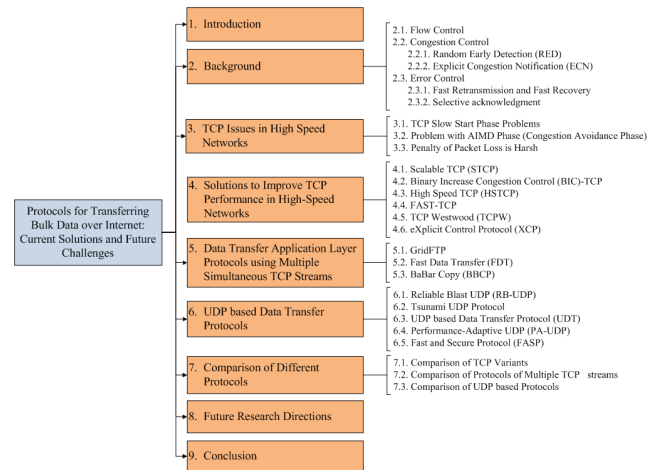 Protocols for Transferring
Bulk Data over Internet:
Current Solutions and Future
Challenges
1. Introduction
2. Background
2.1. Flow Control
2.2. Congestion Control
2.2.1. Random Early Detection (RED)
2.2.2. Explicit Congestion Notification (ECN)
2.3. Error Control
2.3.1. Fast Retransmission and Fast Recovery
2.3.2. Selective acknowledgment
3. TCP Issues in High Speed
Networks
3.1. TCP Slow Start Phase Problems
3.2. Problem with AIMD Phase (Congestion Avoidance Phase)
3.3. Penalty of Packet Loss is Harsh
4. Solutions to Improve TCP
Performance in High-Speed
Networks
4.1. Scalable TCP (STCP)
4.2. Binary Increase Congestion Control (BIC)-TCP
4.3. High Speed TCP (HSTCP)
4.4. FAST-TCP
4.5. TCP Westwood (TCPW)
4.6. eXplicit Control Protocol (XCP)
5. Data Transfer Application Layer
Protocols using Multiple
Simultaneous TCP Streams
5.1. GridFTP
5.2. Fast Data Transfer (FDT)
5.3. BaBar Copy (BBCP)
6. UDP based Data Transfer
Protocols
6.1. Reliable Blast UDP (RB-UDP)
6.2. Tsunami UDP Protocol
6.3. UDP based Data Transfer Protocol (UDT)
6.4. Performance-Adaptive UDP (PA-UDP)
6.5. Fast and Secure Protocol (FASP)
7. Comparison of Different
Protocols
7.1. Comparison of TCP Variants
7.2. Comparison of Protocols of Multiple TCP streams
7.3. Comparison of UDP based Protocols
8. Future Research Directions
9. Conclusion